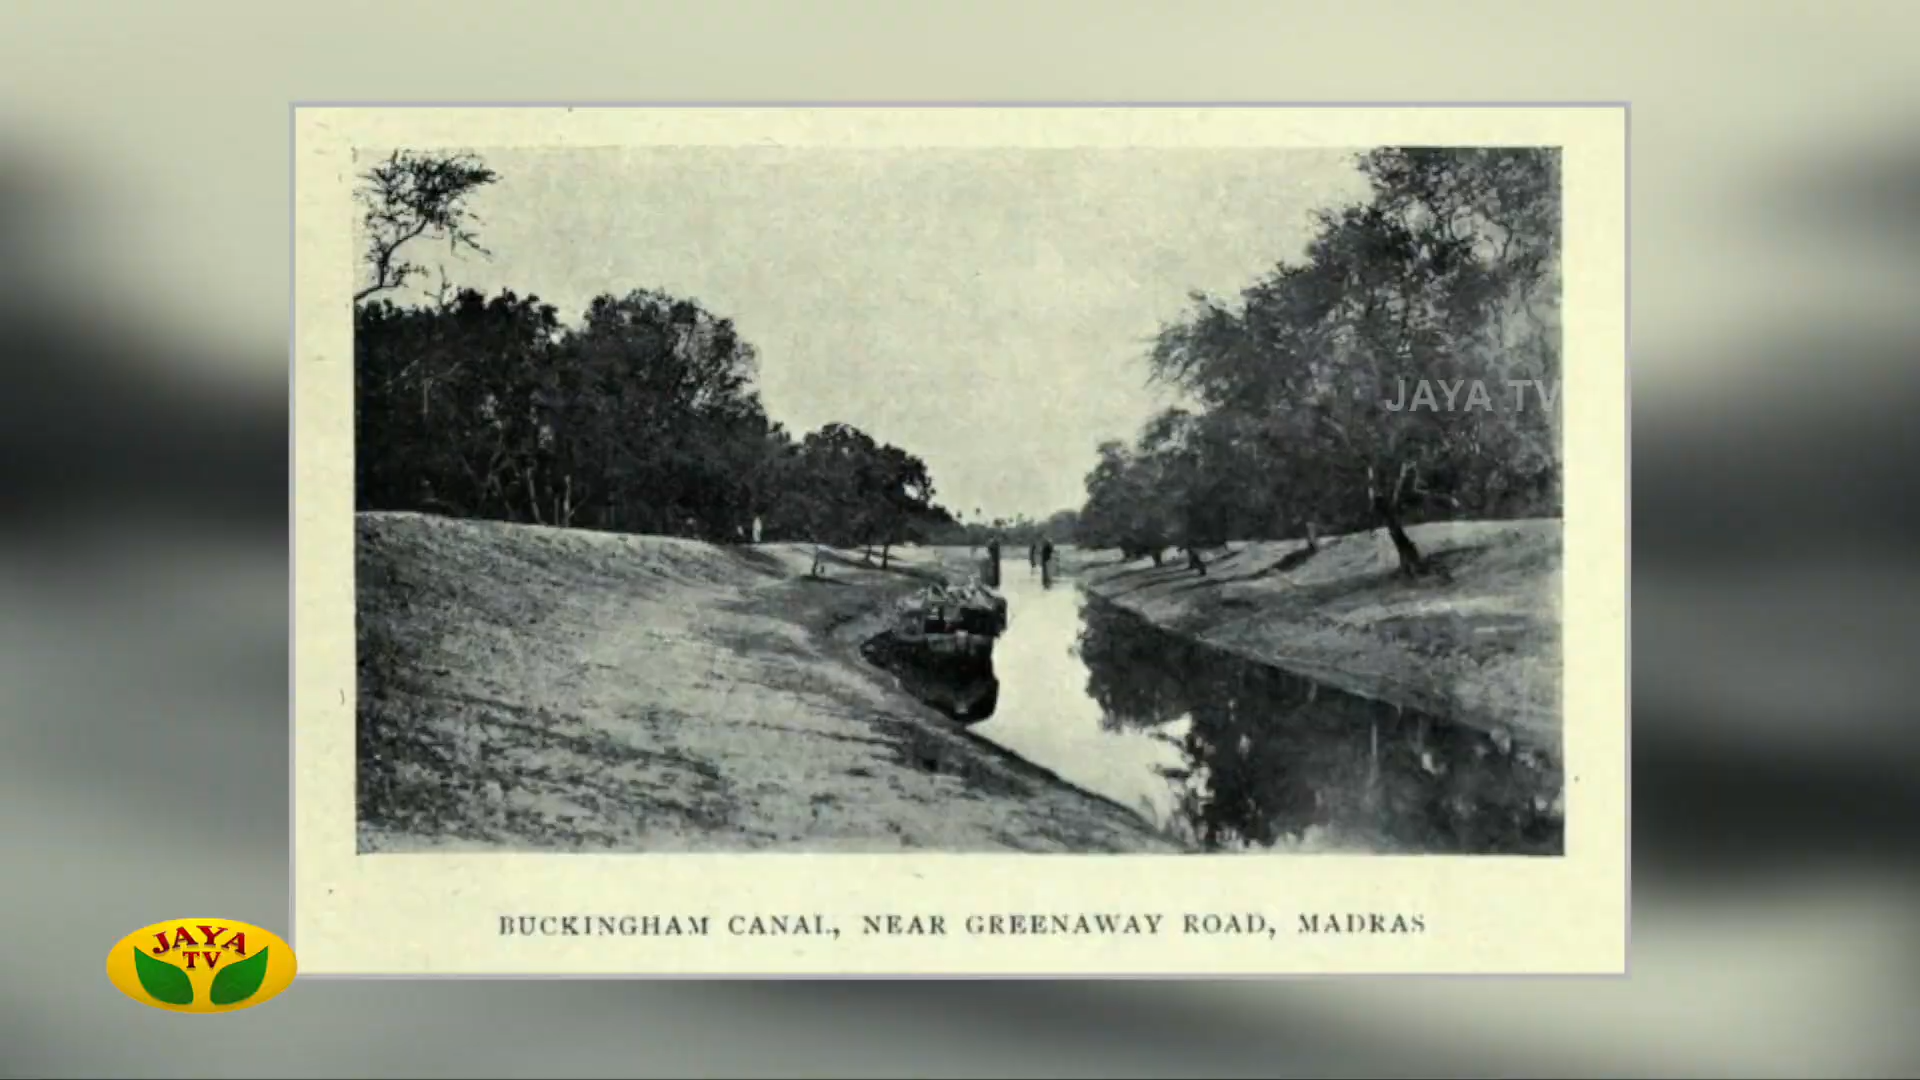 JAYA TV
BUCKINGHAM CANAL, NEAR GREENAWAY ROAD, MADRAS
JAYA
TV